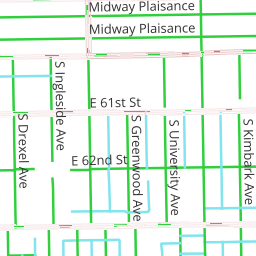 Midway Plaisance
Midway Plaisance
S Ingleside Ave
E 61st St
S Drexel Ave
S Greenwood Ave
S University Ave
S Kimbark Ave
E 62nd St